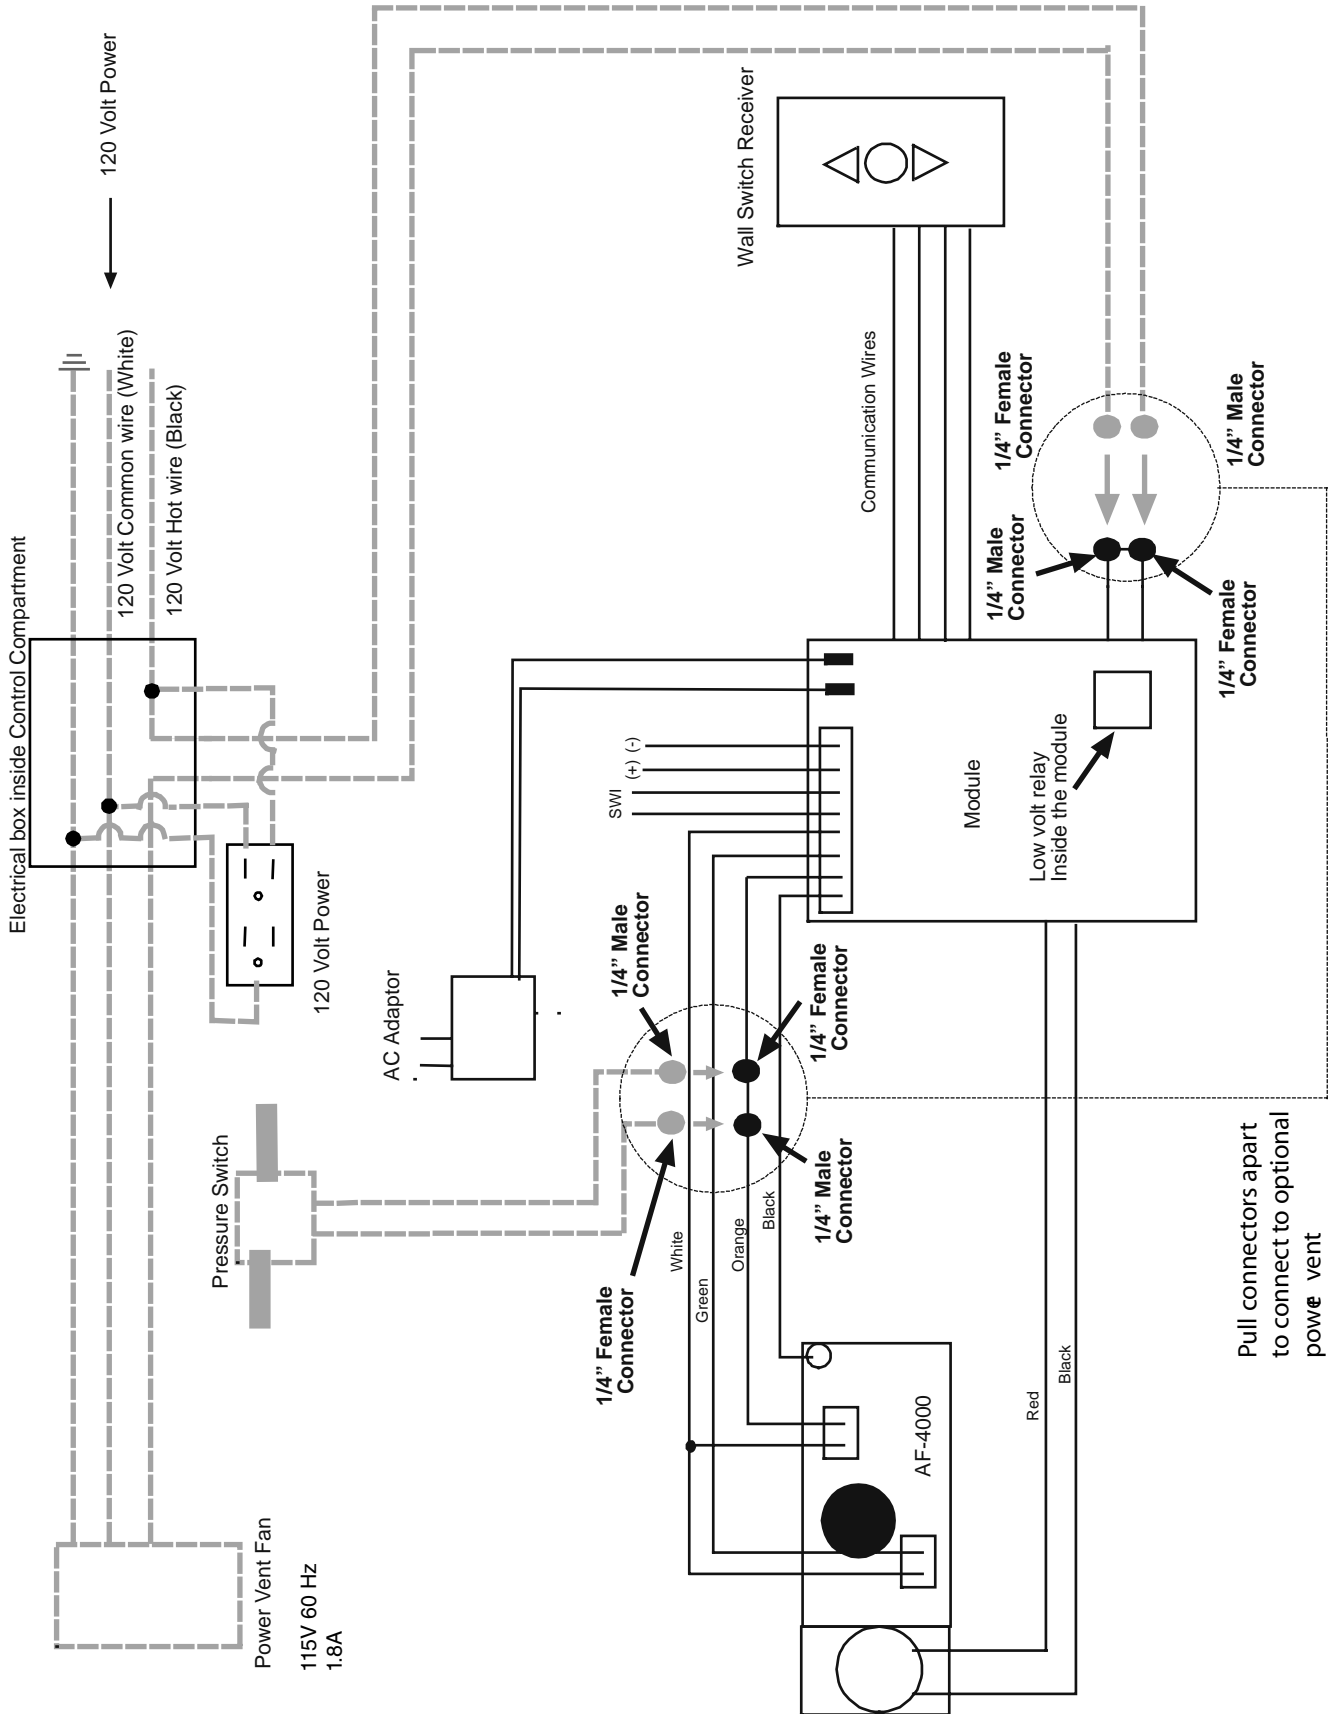 Electrical box inside Control Compartment
120 Volt Power
120 Volt Common wire (White)
120 Volt Hot wire (Black)
Power Vent Fan
115V 60 Hz
1.8A
Pressure Switch
120 Volt Power
AC Adaptor
Wall Switch Receiver
Communication Wires
1/4” Female
Connector
1/4” Male
Connector
1/4” Male
Connector
1/4” Female
Connector
SWI
(+)
(-)
Module
Low volt relay
Inside the module
1/4” Male
Connector
1/4” Female
Connector
1/4” Female
Connector
1/4” Male
Connector
White
Green
Orange
Black
AF-4000
Red
Black
Pull connectors apart
to connect to optional
powe vent